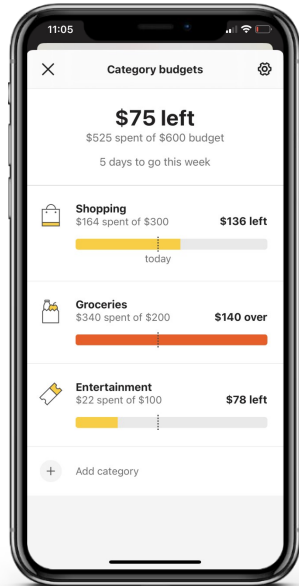 11:05
Category budgets
$75 left
$525 spent of $600 budget
5 days to go this week
Shopping
$164 spent of $300
$136 left
today
Groceries
$340 spent of $200
$140 over
Entertainment
$22 spent of $100
$78 left
Add category